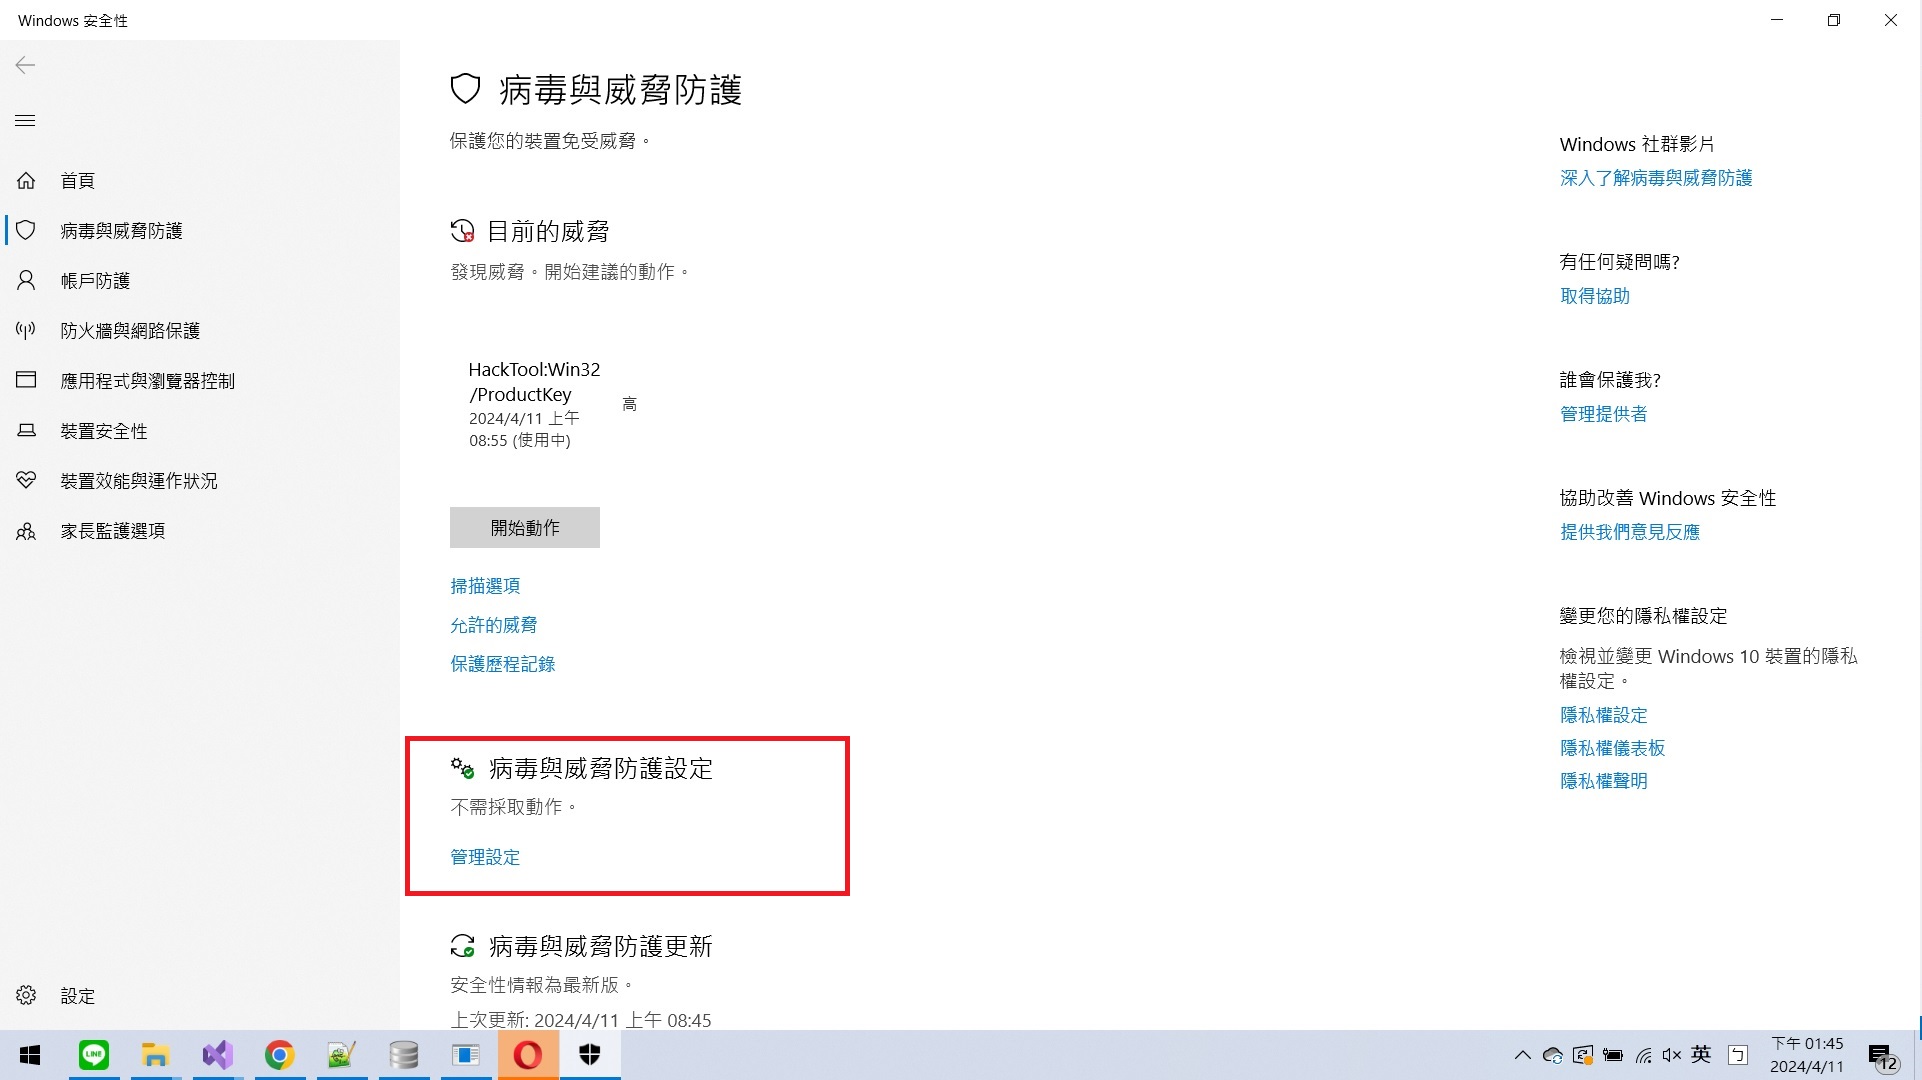 Windows 安全性
首頁
病毒與威脅防護
帳戶防護
防火牆與網路保護
應用程式與瀏覽器控制
裝置安全性
裝置效能與運作狀況
家長監護選項
設定
病毒與威脅防護
保護您的裝置免受威脅。
目前的威脅
發現威脅。開始建議的動作。
HackTool:Win32
/ProductKey
2024/4/11 上午
08:55 (使用中)
高
開始動作
掃描選項
允許的威脅
保護歷程記錄
病毒與威脅防護設定
不需採取動作。
管理設定
病毒與威脅防護更新
安全性情報為最新版。
上次更新: 2024/4/11 上午 08:45
Windows 社群影片
深入了解病毒與威脅防護
有任何疑問嗎?
取得協助
誰會保護我?
管理提供者
協助改善 Windows 安全性
提供我們意見反應
變更您的隱私權設定
檢視並變更 Windows 10 裝置的隱私
權設定。
隱私權設定
隱私權儀表板
隱私權聲明
LINE
英
ㄅ
下午 01:45
2024/4/11
12